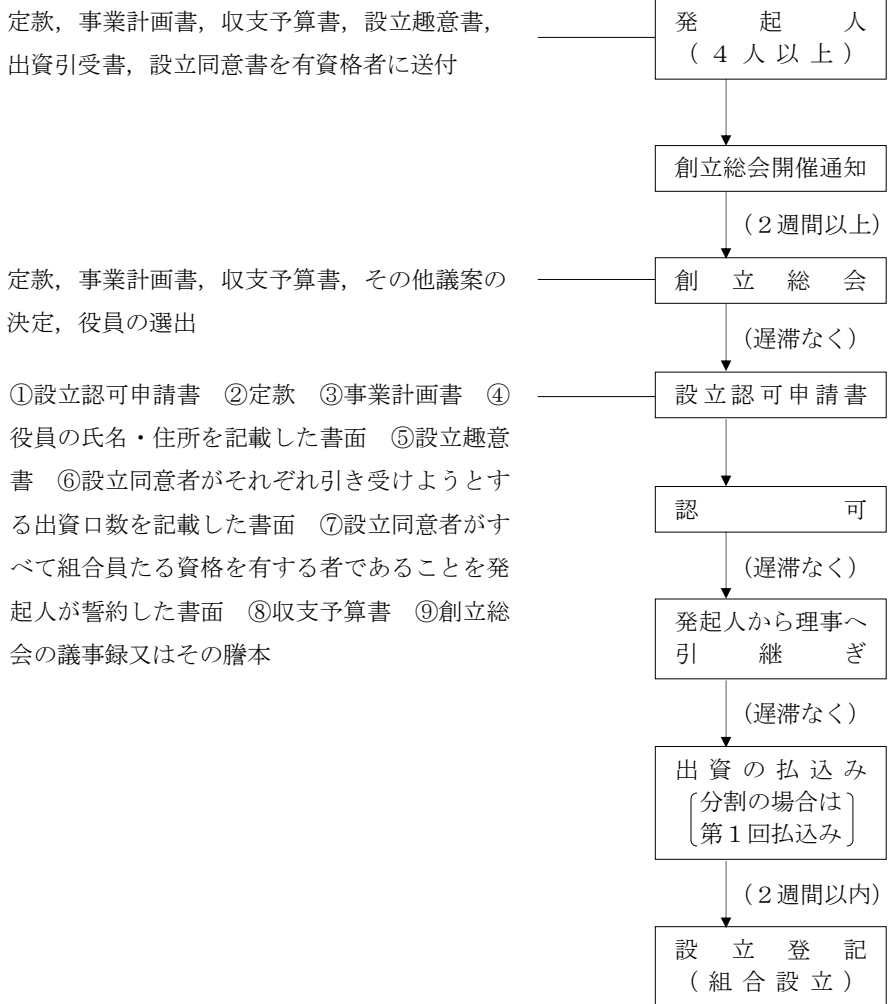 定款，事業計画書，収支予算書，設立趣意書，
出資引受書，設立同意書を有資格者に送付
発起人
（４人以上）
創立総会開催通知
（２週間以上）
定款，事業計画書，収支予算書，その他議案の
決定，役員の選出
創立総会
（遅滞なく）
①設立認可申請書　②定款　③事業計画書　④
役員の氏名・住所を記載した書面　⑤設立趣意
書　⑥設立同意者がそれぞれ引き受けようとす
る出資口数を記載した書面　⑦設立同意者がす
べて組合員たる資格を有する者であることを発
起人が誓約した書面　⑧収支予算書　⑨創立総
会の議事録又はその謄本
設立認可申請書
認可
（遅滞なく）
発起人から理事へ
引継ぎ
（遅滞なく）
出資の払込み
〔分割の場合は
第１回払込み〕
（２週間以内）
設立登記
（組合設立）